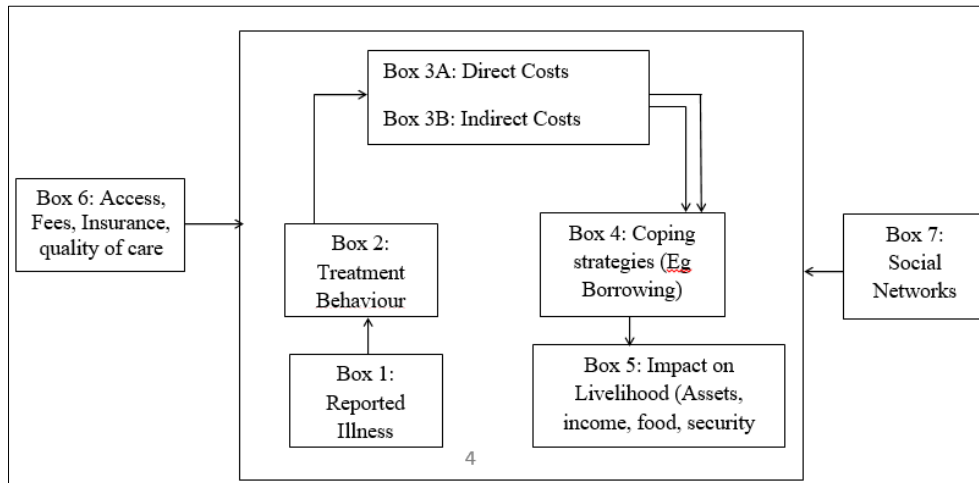 Box 3A: Direct Costs
Box 3B: Indirect Costs
Box 6: Access,
Fees, Insurance,
quality of care
Box 2:
Treatment
Behaviour
Box 4: Coping
strategies (Eg
Borrowing)
Box 7:
Social
Networks
Box 1:
Reported
Illness
Box 5: Impact on
Livelihood (Assets,
income, food, security
4